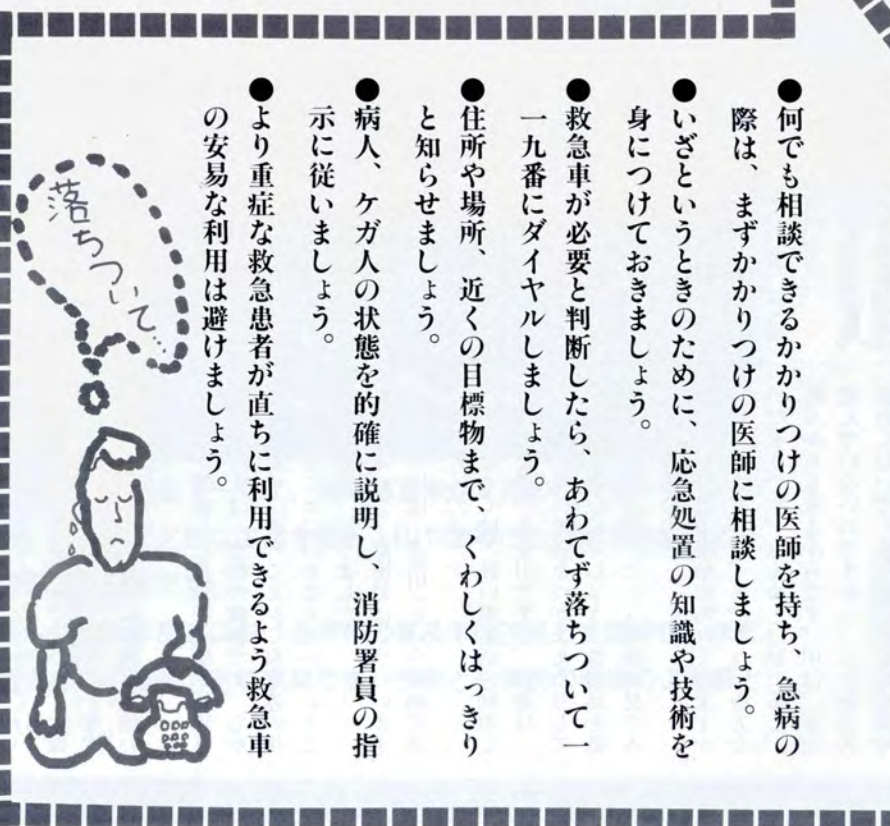 ●何でも相談できるかかりつけの医師を持ち、急病の
際は、まずかかりつけの医師に相談しましょう。
●いざというときのために、応急処置の知識や技術を
身につけておきましょう。
●救急車が必要と判断したら、あわてず落ちついて一
一九番にダイヤルしましょう。
●住所や場所、近くの目標物まで、くわしくはっきり
と知らせましょう。
●病人、ケガ人の状態を的確に説明し、消防署員の指
示に従いましょう。
●より重症な救急患者が直ちに利用できるよう救急車
の安易な利用は避けましょう。
落ちついて…